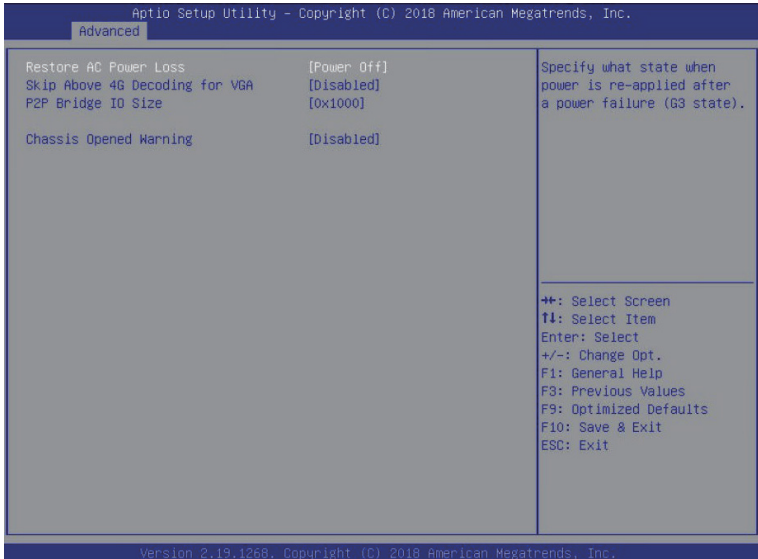 Aptio Setup Utility – Copyright (C) 2018 American Megatrends, Inc.
Advanced
Restore AC Power Loss [Power Off]
Skip Above 4G Decoding for VGA [Disabled]
P2P Bridge IO Size [0x1000]
Chassis Opened Warning [Disabled]
Specify what state when
power is re-applied after
a power failure (G3 state).
→←: Select Screen
↑↓: Select Item
Enter: Select
+/-: Change Opt.
F1: General Help
F3: Previous Values
F9: Optimized Defaults
F10: Save & Exit
ESC: Exit
Version 2.19.1268. Copyright (C) 2018 American Megatrends, Inc.